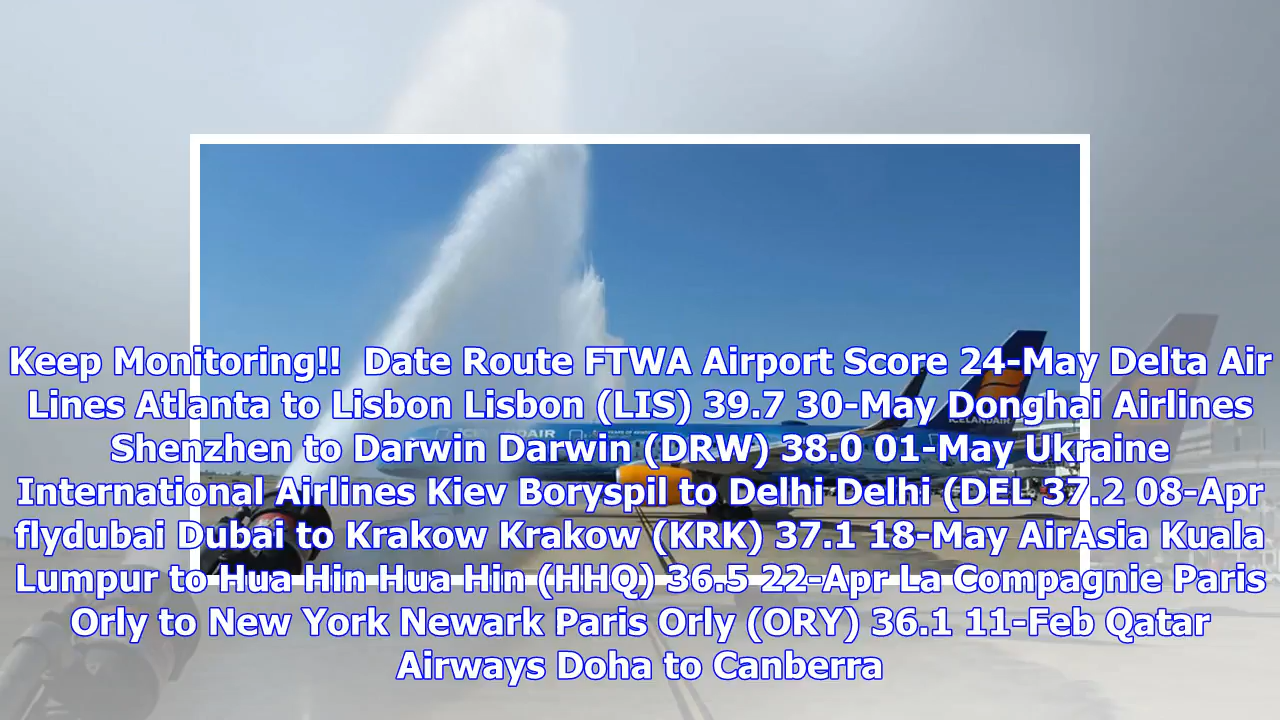 Keep Monitoring!! Date Route FTWA Airport Score 24-May Delta Air
Lines Atlanta to Lisbon Lisbon (LIS) 39.7 30-May Donghai Airlines
Shenzhen to Darwin Darwin (DRW) 38.0 01-May Ukraine
International Airlines Kiev Boryspil to Delhi Delhi (DEL 37.2 08-Apr
flydubai Dubai to Krakow Krakow (KRK) 37.1 18-May AirAsia Kuala
Lumpur to Hua Hin Hua Hin (HHQ) 36.5 22-Apr La Compagnie Paris
Orly to New York Newark Paris Orly (ORY) 36.1 11-Feb Qatar
Airways Doha to Canberra
ICELANDAIR
ICELANDAIR